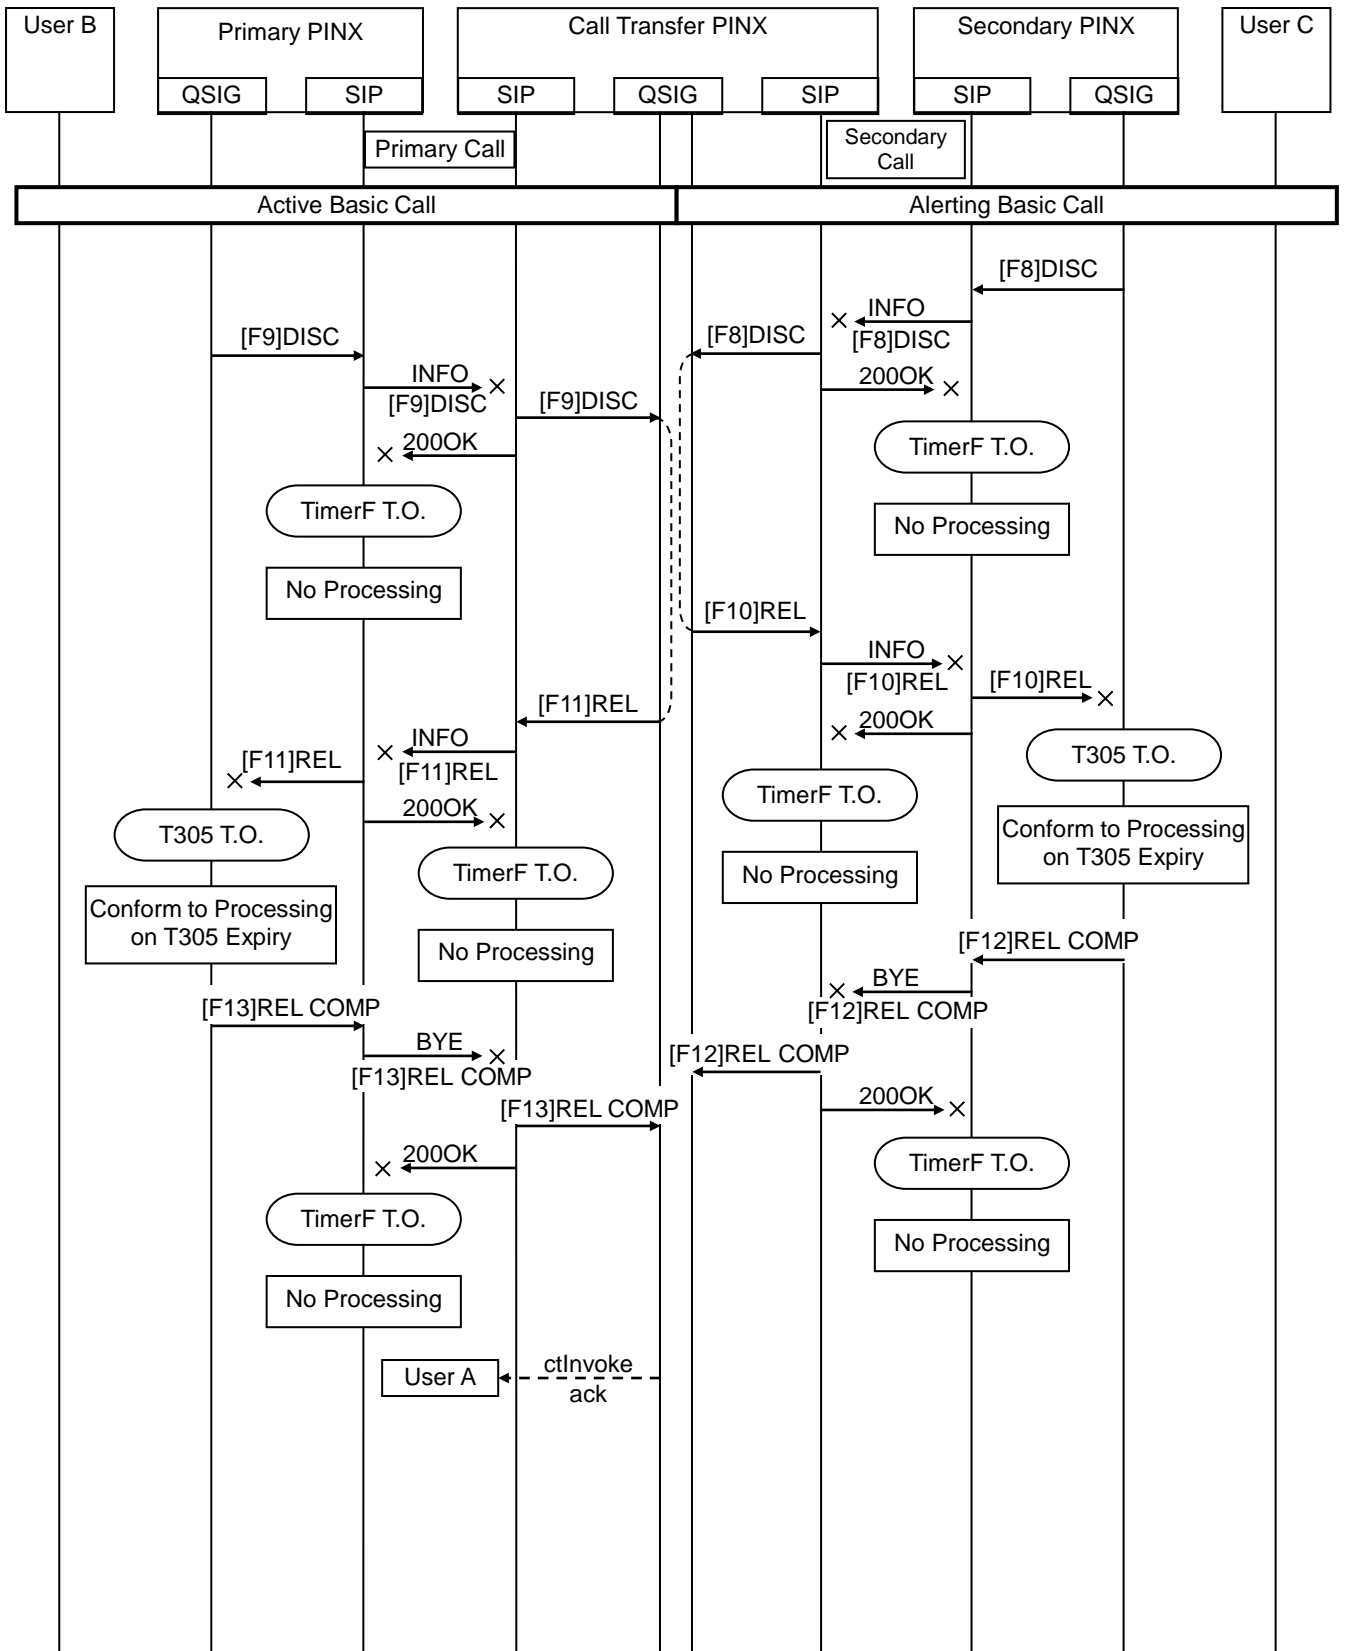 User B
Primary PINX
Call Transfer PINX
Secondary PINX
User C
QSIG
SIP
SIP
QSIG
SIP
SIP
QSIG
Primary Call
Secondary
Call
Active Basic Call
Alerting Basic Call
[F8]DISC
INFO
[F8]DISC
[F8]DISC
[F9]DISC
INFO
[F9]DISC
200OK
[F9]DISC
200OK
TimerF T.O.
TimerF T.O.
No Processing
No Processing
[F10]REL
INFO
[F10]REL
[F10]REL
[F11]REL
200OK
INFO
[F11]REL
[F11]REL
T305 T.O.
200OK
TimerF T.O.
T305 T.O.
Conform to Processing
on T305 Expiry
TimerF T.O.
No Processing
Conform to Processing
on T305 Expiry
No Processing
[F12]REL COMP
BYE
[F12]REL COMP
[F13]REL COMP
BYE
[F13]REL COMP
[F12]REL COMP
200OK
[F13]REL COMP
200OK
TimerF T.O.
TimerF T.O.
No Processing
No Processing
User A
ctInvoke
ack